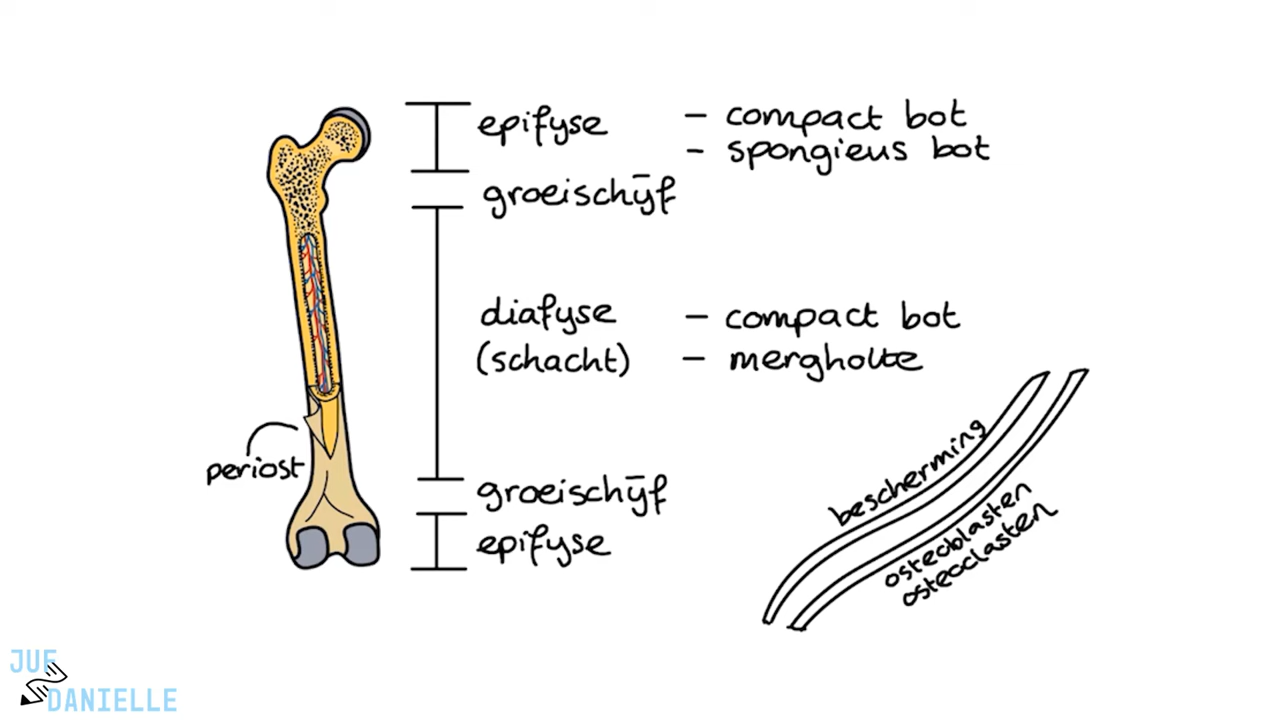 epifyse
- compact bot
- spongieus bot
groeischijf
diafyse
(schacht)
- compact bot
- mergholte
periost
groeischijf
epifyse
bescherming
osteoblasten
osteoclasten
JUF
DANIELLE